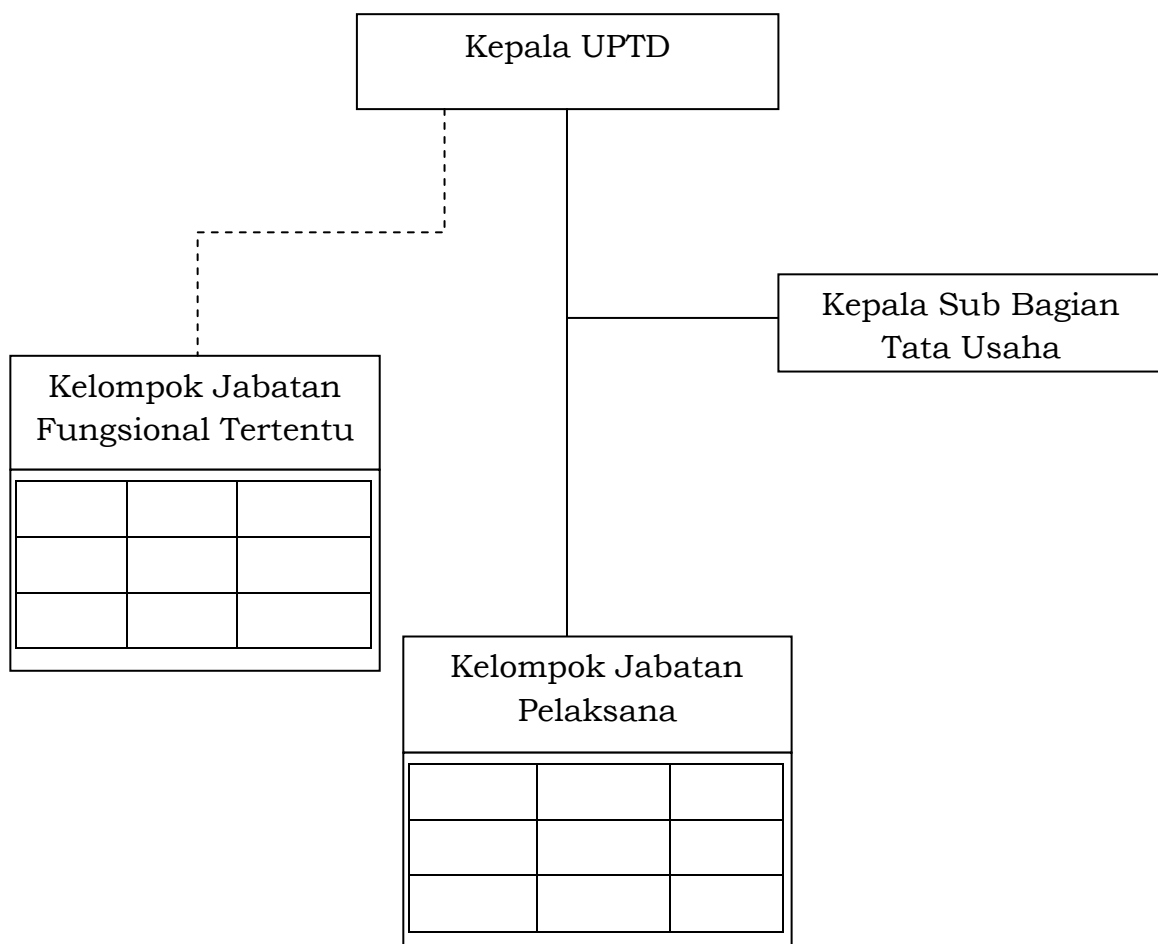 Kepala UPTD
Kepala Sub Bagian
Tata Usaha
Kelompok Jabatan
Fungsional Tertentu
Kelompok Jabatan
Pelaksana